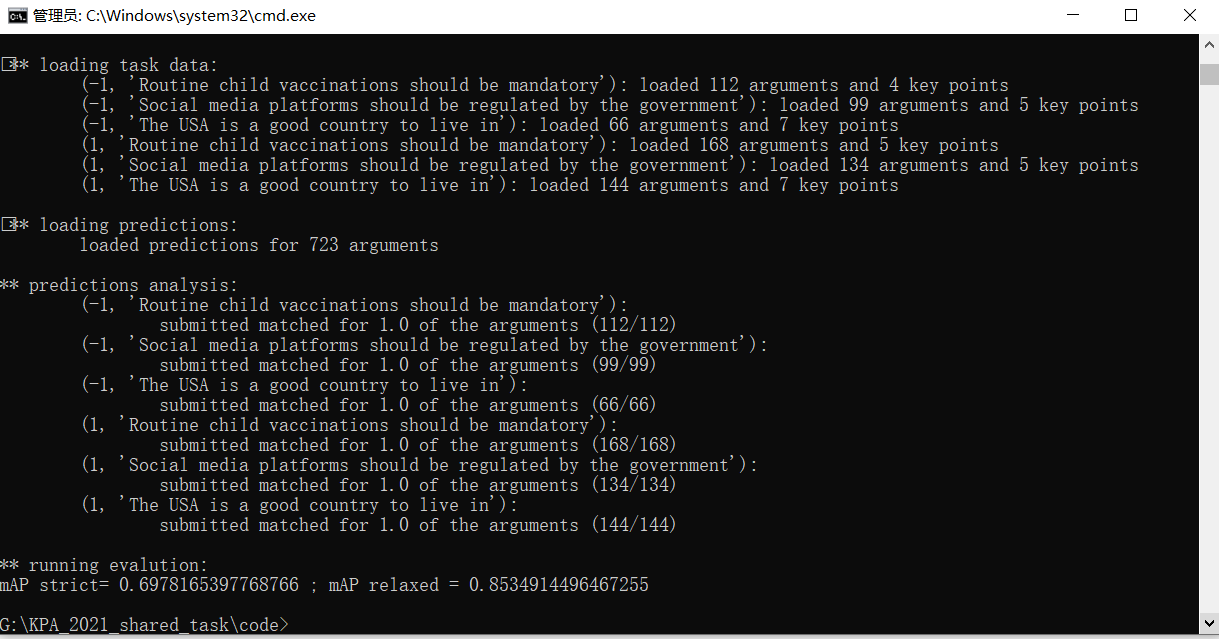 管理员: C:\Windows\system32\cmd.exe
** loading task data:
(-1, 'Routine child vaccinations should be mandatory'): loaded 112 arguments and 4 key points
(-1, 'Social media platforms should be regulated by the government'): loaded 99 arguments and 5 key points
(-1, 'The USA is a good country to live in'): loaded 66 arguments and 7 key points
(1, 'Routine child vaccinations should be mandatory'): loaded 168 arguments and 5 key points
(1, 'Social media platforms should be regulated by the government'): loaded 134 arguments and 5 key points
(1, 'The USA is a good country to live in'): loaded 144 arguments and 7 key points
** loading predictions:
loaded predictions for 723 arguments
** predictions analysis:
(-1, 'Routine child vaccinations should be mandatory'):
submitted matched for 1.0 of the arguments (112/112)
(-1, 'Social media platforms should be regulated by the government'):
submitted matched for 1.0 of the arguments (99/99)
(-1, 'The USA is a good country to live in'):
submitted matched for 1.0 of the arguments (66/66)
(1, 'Routine child vaccinations should be mandatory'):
submitted matched for 1.0 of the arguments (168/168)
(1, 'Social media platforms should be regulated by the government'):
submitted matched for 1.0 of the arguments (134/134)
(1, 'The USA is a good country to live in'):
submitted matched for 1.0 of the arguments (144/144)
** running evalution:
mAP strict= 0.6978165397768766 ; mAP relaxed = 0.8534914496467255
G:\KPA_2021_shared_task\code>